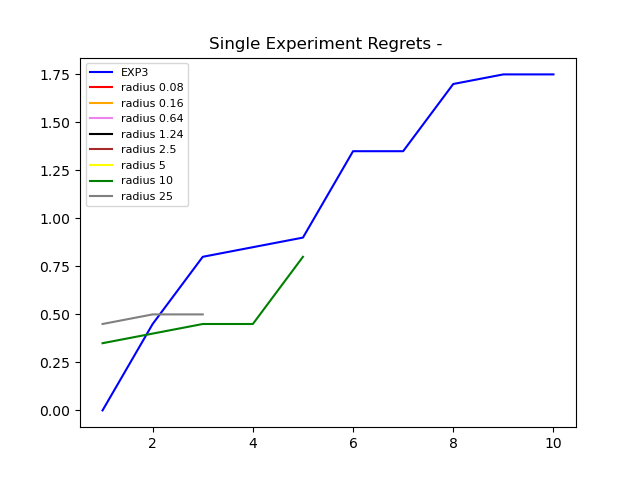 Single Experiment Regrets -
1.75
1.50
1.25
1.00
0.75
0.50
0.25
0.00
EXP3
radius 0.08
radius 0.16
radius 0.64
radius 1.24
radius 2.5
radius 5
radius 10
radius 25
2 4 6 8 10